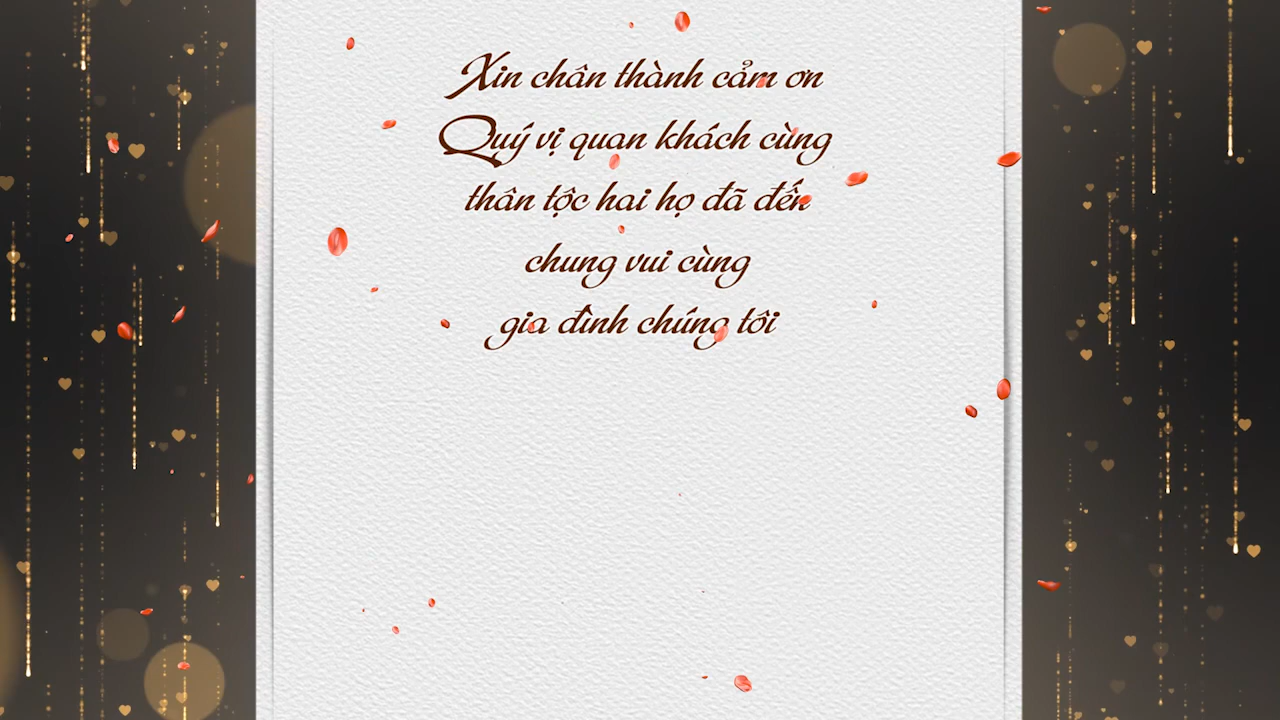 Xin chân thành cảm ơn
Quý vị quan khách cùng
thân tộc hai họ đã đến
chung vui cùng
gia đình chúng tôi